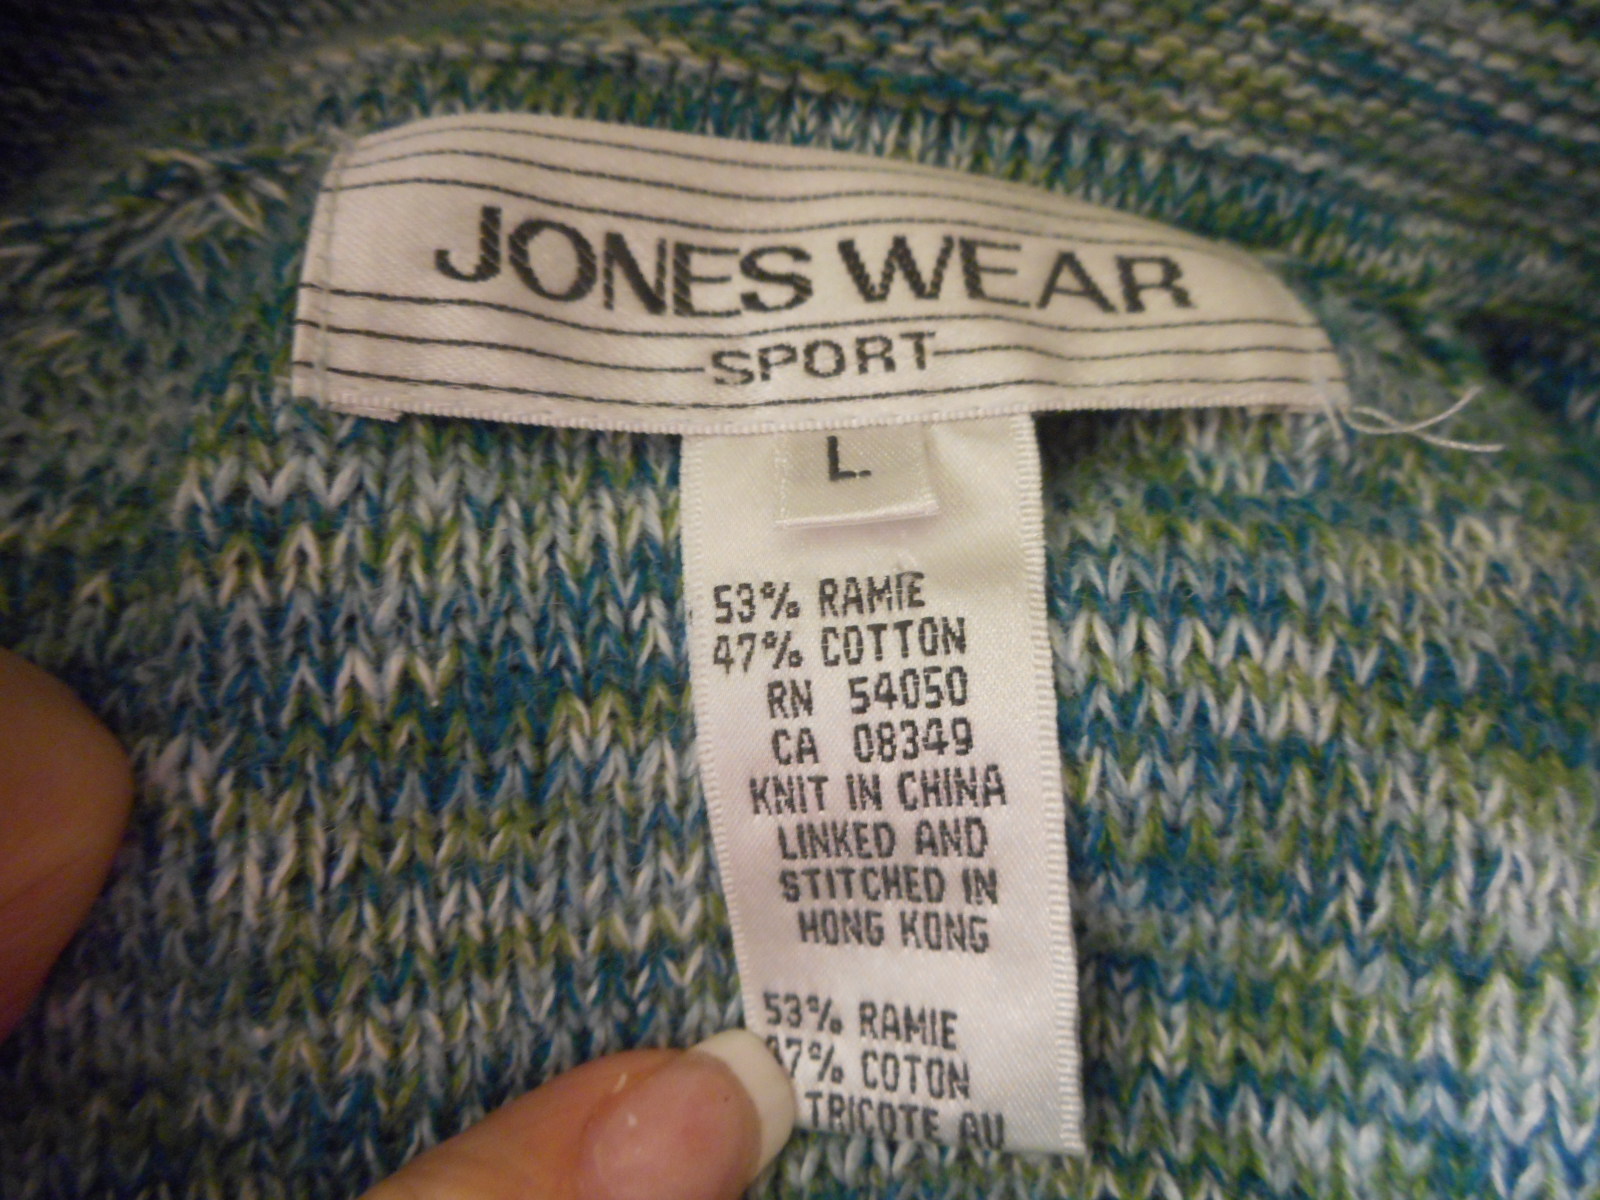 JONES WEAR
SPORT
L
53% RAMIE
47% COTTON
RN 54050
CA 08349
KNIT IN CHINA
LINKED AND
STITCHED IN
HONG KONG
53% RAMIE
47% COTON
TRICOTE AU